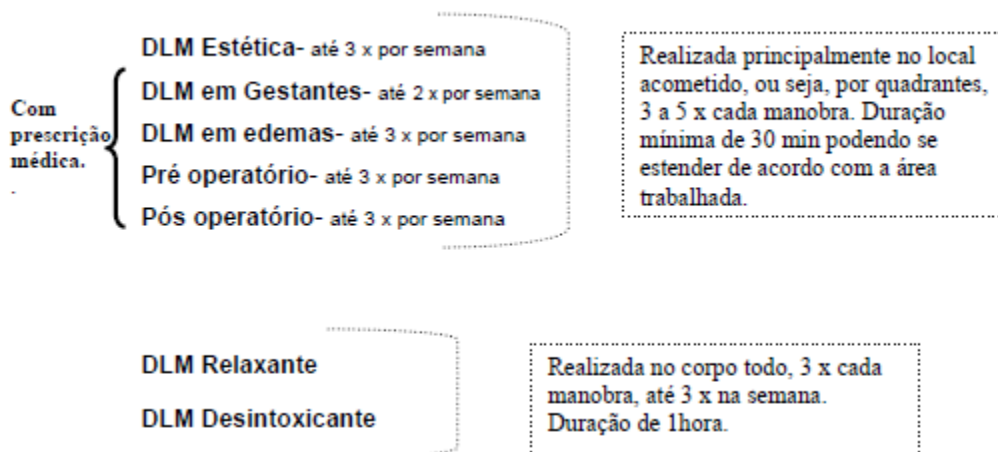 DLM Estética- até 3 x por semana
DLM em Gestantes- até 2 x por semana
DLM em edemas- até 3 x por semana
Pré operatório- até 3 x por semana
Pós operatório- até 3 x por semana
Com
prescrição
médica.
.
Realizada principalmente no local
acometido, ou seja, por quadrantes,
3 a 5 x cada manobra. Duração
mínima de 30 min podendo se
estender de acordo com a área
trabalhada.
DLM Relaxante
DLM Desintoxicante
Realizada no corpo todo, 3 x cada
manobra, até 3 x na semana.
Duração de 1hora.